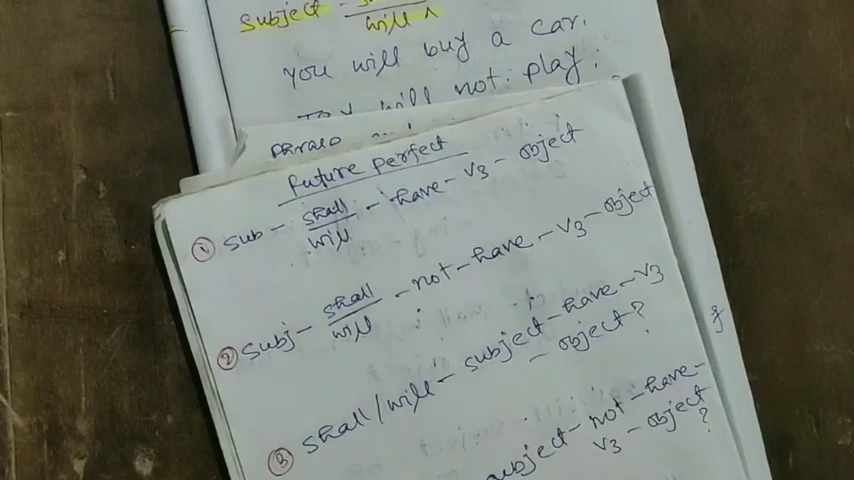 Subject - 
will
you will buy a car.
will not play.
Phrase
Future perfect
① Sub - shall/will - have - V3 - object
② Subj - shall/will - not - have - V3 - object
③ shall/will - subject - have - V3
- object?
subject - not - have -
V3 - object
?